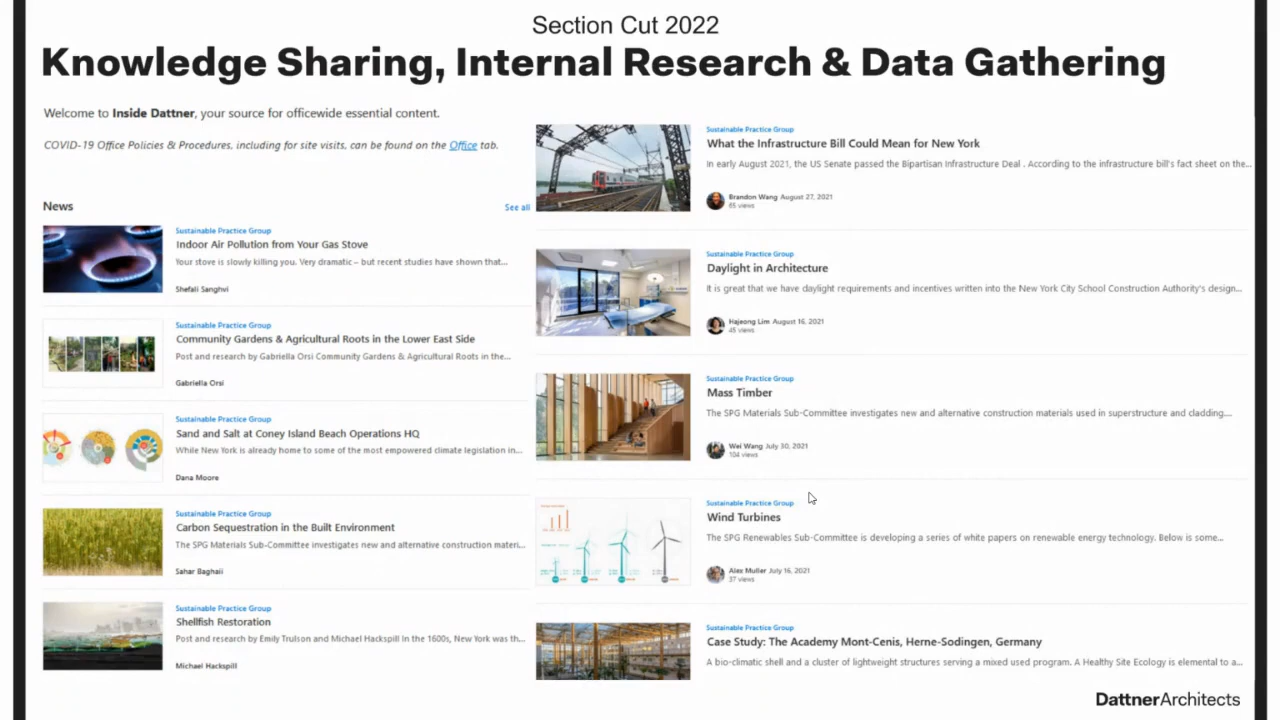 Section Cut 2022
Knowledge Sharing, Internal Research & Data Gathering
Welcome to Inside Dattner, your source for officewide essential content.
COVID-19 Office Policies & Procedures, including for site visits, can be found on the Office tab.
News
See all
Sustainable Practice Group
Indoor Air Pollution from Your Gas Stove
Your stove is slowly killing you. Very dramatic – but recent studies have shown that...
Shefali Sanghvi
Sustainable Practice Group
Community Gardens & Agricultural Roots in the Lower East Side
Post and research by Gabriella Orsi Community Gardens & Agricultural Roots in the...
Gabriella Orsi
Sustainable Practice Group
Sand and Salt at Coney Island Beach Operations HQ
While New York is already home to some of the most empowered climate legislation in...
Dana Moore
Sustainable Practice Group
Carbon Sequestration in the Built Environment
The SPG Materials Sub-Committee investigates new and alternative construction materi...
Sahar Baghaii
Sustainable Practice Group
Shellfish Restoration
Post and research by Emily Trulson and Michael Hackspill In the 1600s, New York was th...
Michael Hackspill
Sustainable Practice Group
What the Infrastructure Bill Could Mean for New York
In early August 2021, the US Senate passed the Bipartisan Infrastructure Deal . According to the infrastructure bill's fact sheet on the...
Brandon Wang August 27, 2021
65 views
Sustainable Practice Group
Daylight in Architecture
It is great that we have daylight requirements and incentives written into the New York City School Construction Authority's design...
Hajeong Lim August 16, 2021
45 views
Sustainable Practice Group
Mass Timber
The SPG Materials Sub-Committee investigates new and alternative construction materials used in superstructure and cladding....
Wei Wang July 30, 2021
104 views
Sustainable Practice Group
Wind Turbines
The SPG Renewables Sub-Committee is developing a series of white papers on renewable energy technology. Below is some...
Alex Muller July 16, 2021
37 views
Sustainable Practice Group
Case Study: The Academy Mont-Cenis, Herne-Sodingen, Germany
A bio-climatic shell and a cluster of lightweight structures serving a mixed used program. A Healthy Site Ecology is elemental to a...
DattnerArchitects